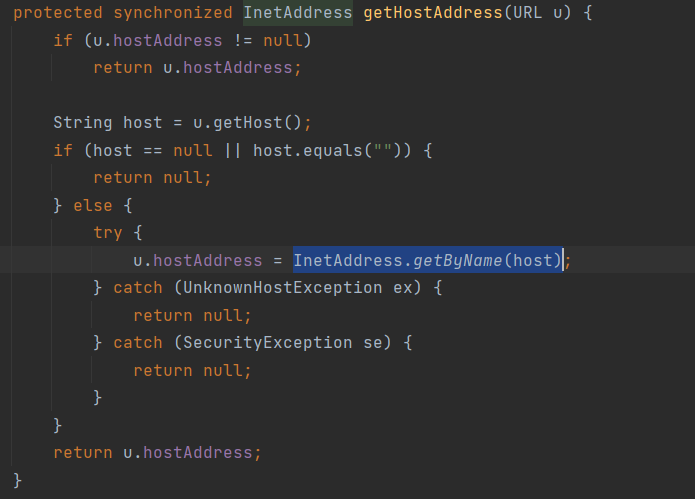 protected synchronized InetAddress getHostAddress(URL u) {
    if (u.hostAddress != null)
        return u.hostAddress;

    String host = u.getHost();
    if (host == null || host.equals("")) {
        return null;
    } else {
        try {
            u.hostAddress = InetAddress.getByName(host);
        } catch (UnknownHostException ex) {
            return null;
        } catch (SecurityException se) {
            return null;
        }
    }
    return u.hostAddress;
}